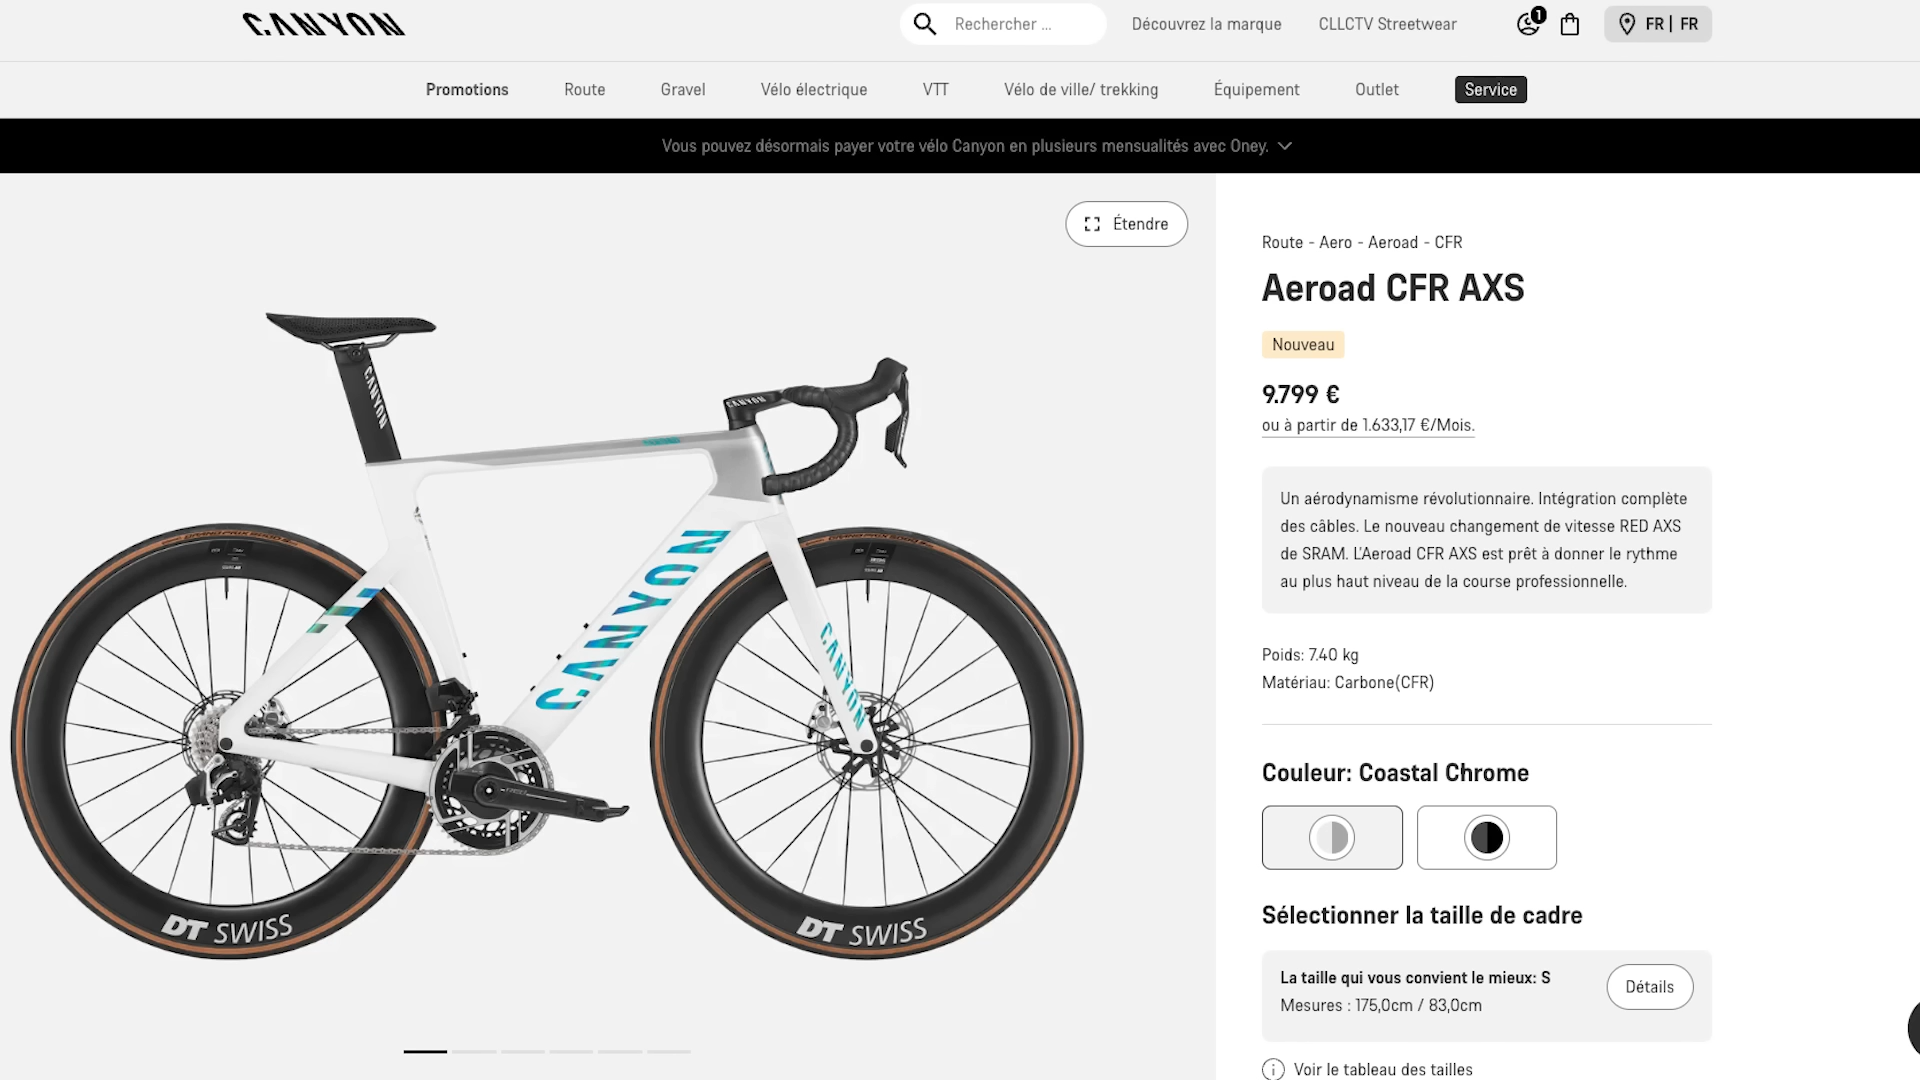 CANYON
Rechercher ...
Découvrez la marque
CLLCTV Streetwear
1
FR | FR
Promotions
Route
Gravel
Vélo électrique
VTT
Vélo de ville/ trekking
Équipement
Outlet
Service
Vous pouvez désormais payer votre vélo Canyon en plusieurs mensualités avec Oney.
Étendre
CANYON
CANYON
CANYON
CANYON
DT SWISS
DT SWISS
Route - Aero - Aeroad - CFR
Aeroad CFR AXS
Nouveau
9.799 €
ou à partir de 1.633,17 €/Mois.
Un aérodynamisme révolutionnaire. Intégration complète
des câbles. Le nouveau changement de vitesse RED AXS
de SRAM. L'Aeroad CFR AXS est prêt à donner le rythme
au plus haut niveau de la course professionnelle.
Poids: 7.40 kg
Matériau: Carbone(CFR)
Couleur: Coastal Chrome
Sélectionner la taille de cadre
La taille qui vous convient le mieux: S
Mesures : 175,0cm / 83,0cm
Détails
Voir le tableau des tailles